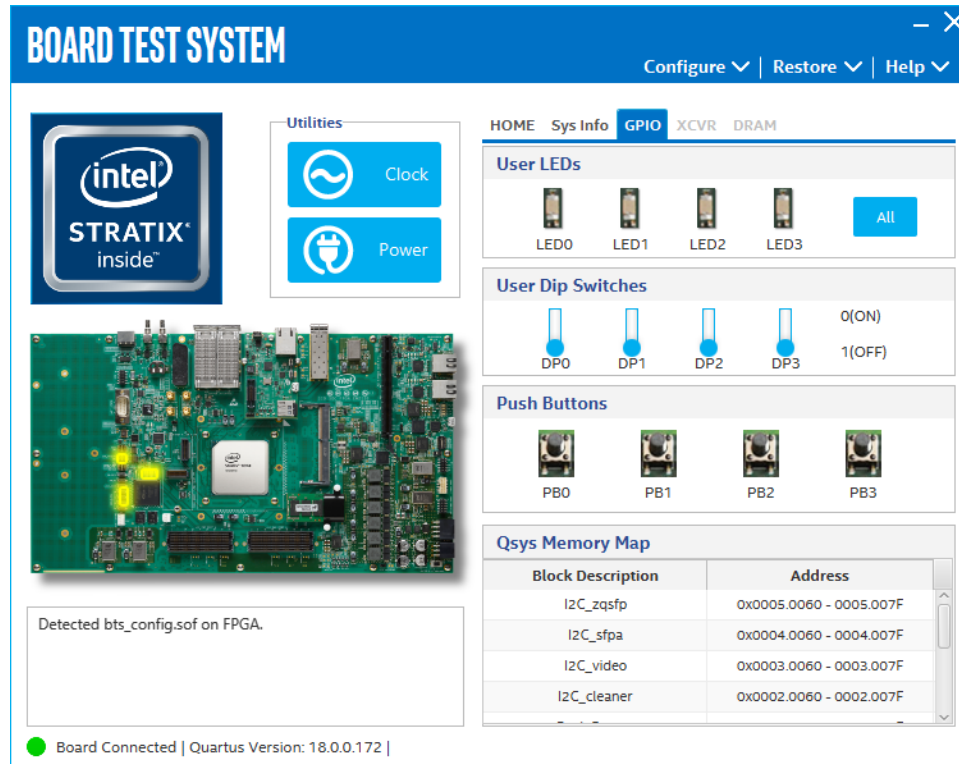 BOARD TEST SYSTEM
Configure | Restore | Help
intel
STRATIX
inside™
Utilities
Clock
Power
HOME Sys Info GPIO XCVR DRAM
User LEDs
LED0 LED1 LED2 LED3
All
User Dip Switches
0(ON)
1(OFF)
DP0 DP1 DP2 DP3
Push Buttons
PB0 PB1 PB2 PB3
Qsys Memory Map
Block Description Address
I2C_zqsfp 0x0005.0060 - 0005.007F
I2C_sfpa 0x0004.0060 - 0004.007F
I2C_video 0x0003.0060 - 0003.007F
I2C_cleaner 0x0002.0060 - 0002.007F
(intel)
Detected bts_config.sof on FPGA.
Board Connected | Quartus Version: 18.0.0.172 |